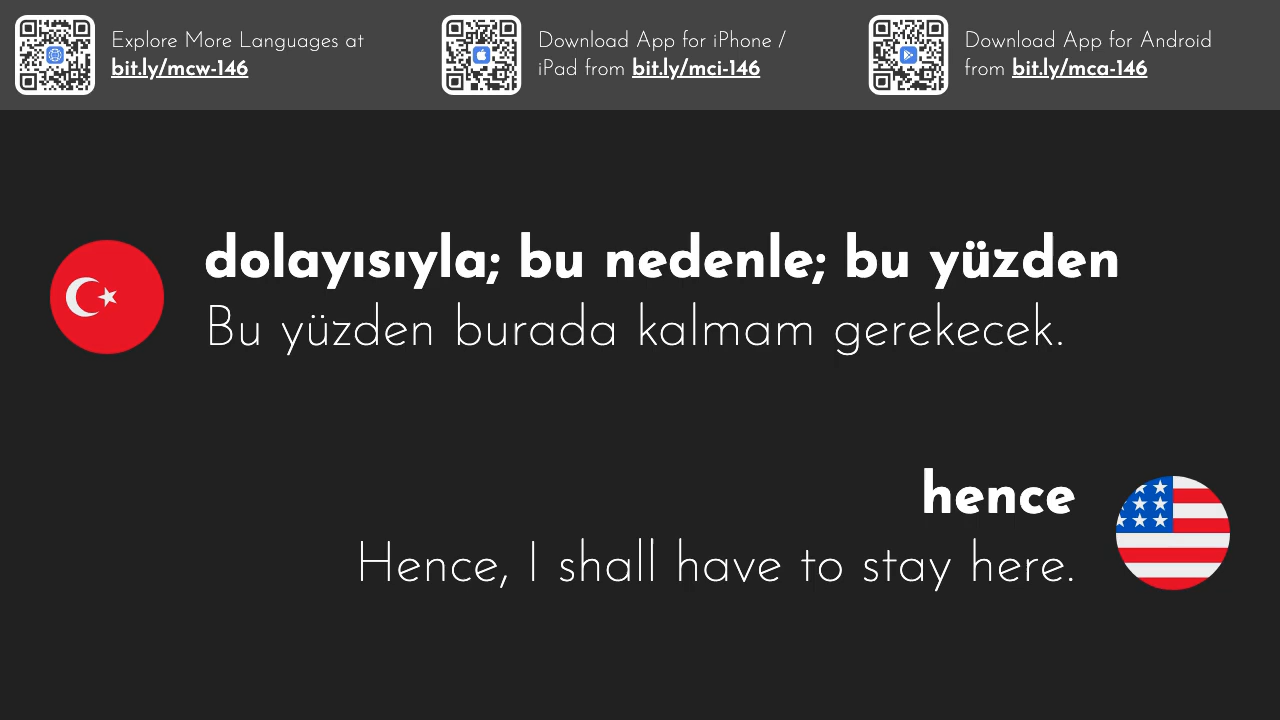 Explore More Languages at
bit.ly/mcw-146
Download App for iPhone /
iPad from bit.ly/mci-146
Download App for Android
from bit.ly/mca-146
dolayısıyla; bu nedenle; bu yüzden
Bu yüzden burada kalmam gerekecek.
hence
Hence, I shall have to stay here.